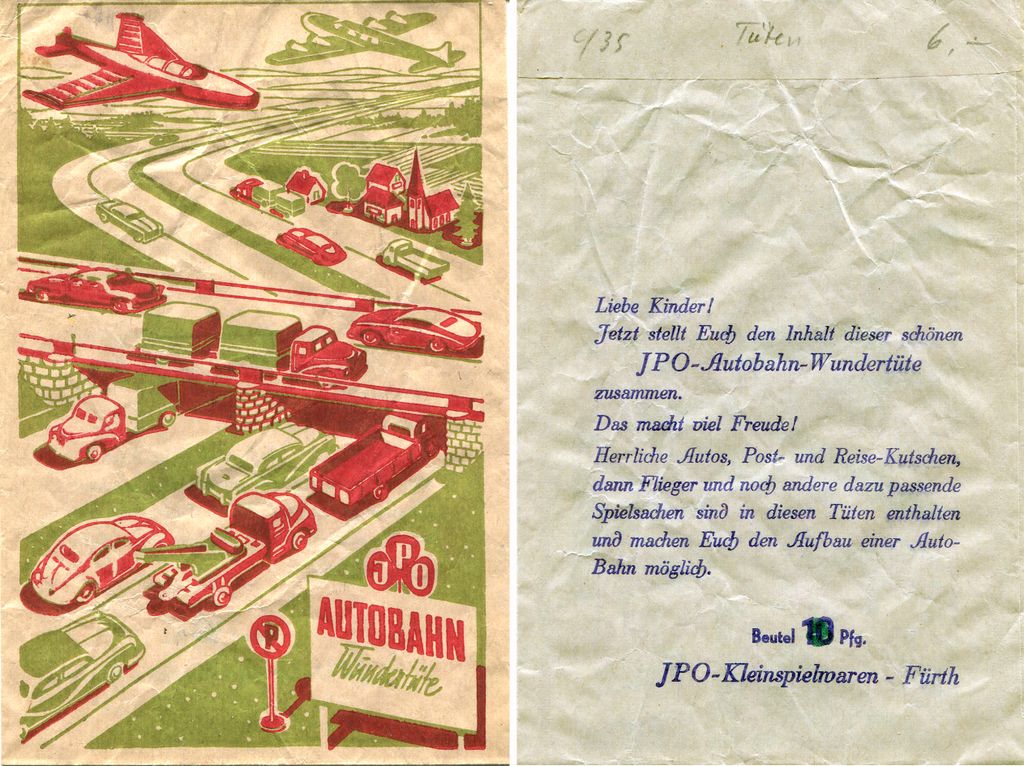 JPO
AUTOBAHN
Wundertüte
P
935 Tüten 6,-
Liebe Kinder!
Jetzt stellt Euch den Inhalt dieser schönen
JPO-Autobahn-Wundertüte
zusammen.
Das macht viel Freude!
Herrliche Autos, Post- und Reise-Kutschen,
dann Flieger und noch andere dazu passende
Spielsachen sind in diesen Tüten enthalten
und machen Euch den Aufbau einer Auto-
Bahn möglich.
Beutel 10 Pfg.
JPO-Kleinspielwaren - Fürth